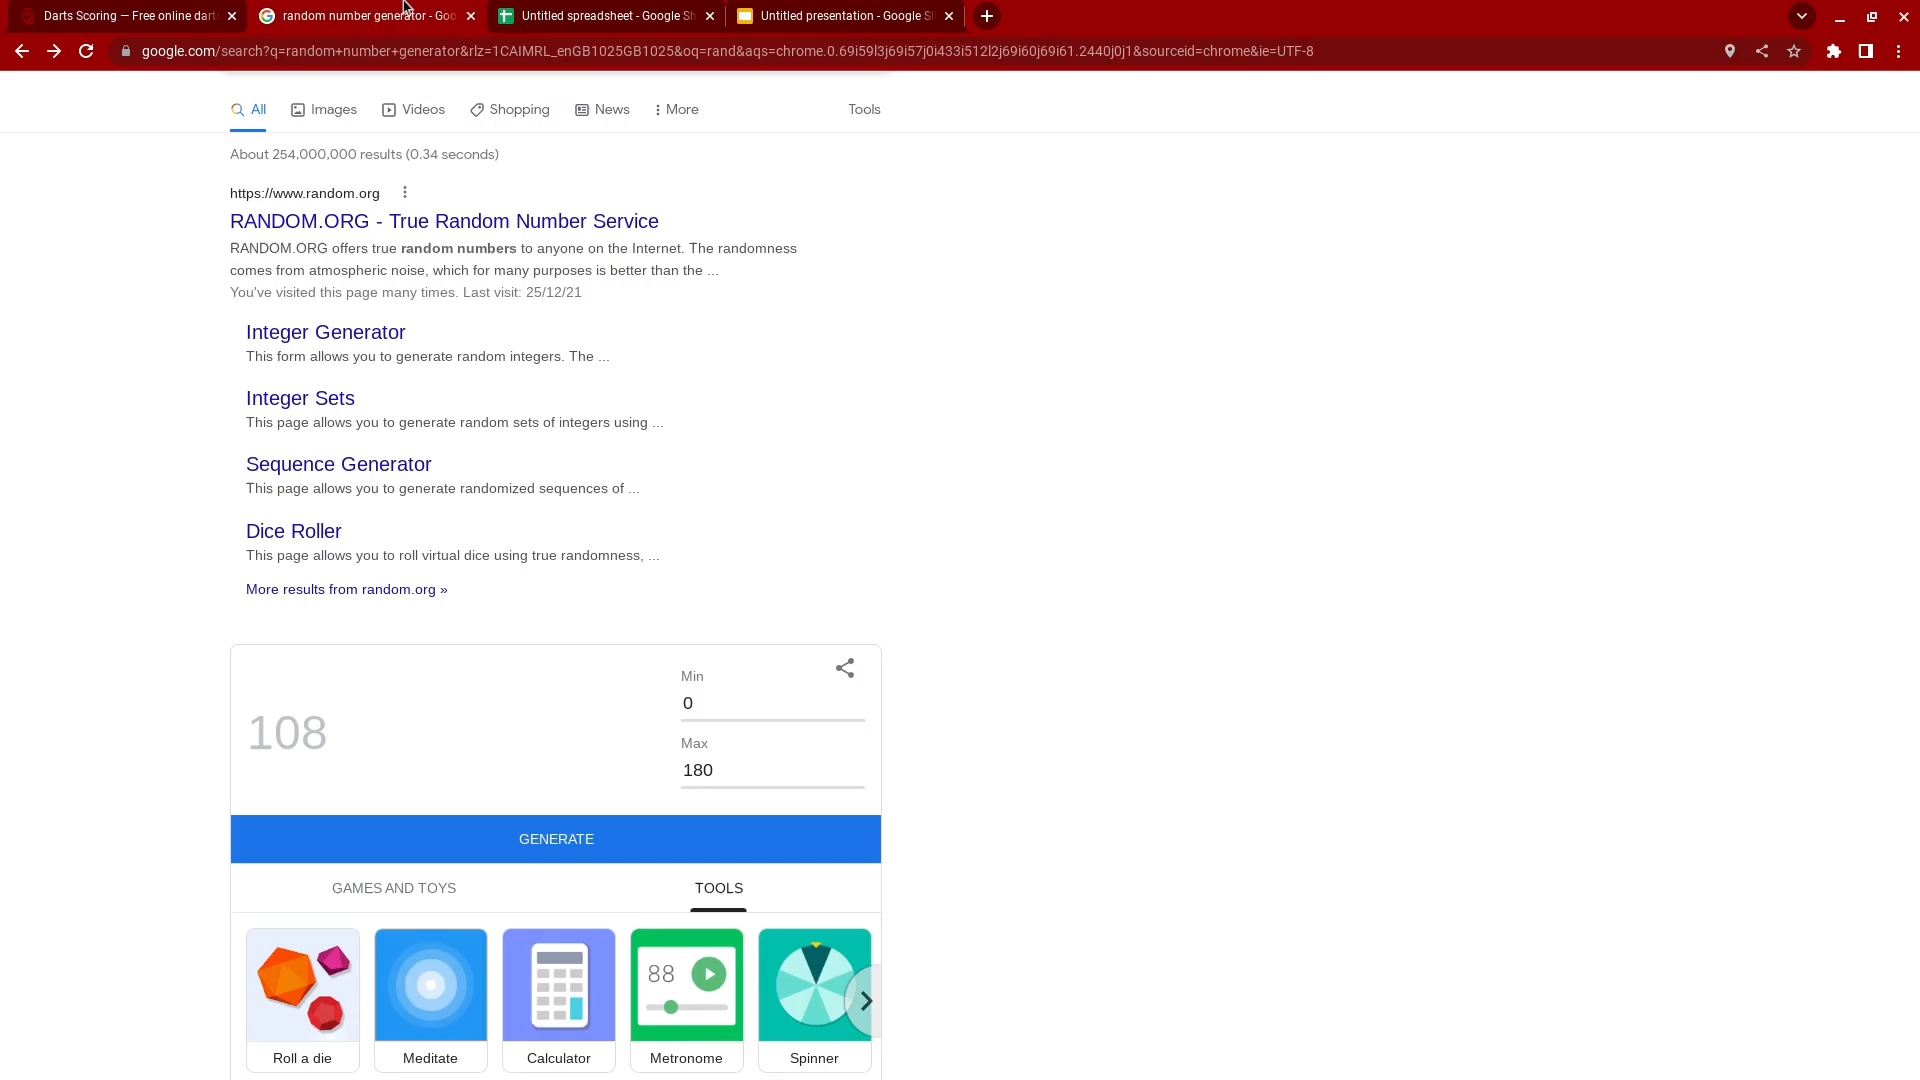 Darts Scoring — Free online dart
random number generator - Goo
Untitled spreadsheet - Google Sh
Untitled presentation - Google Sli
google.com/search?q=random+number+generator&rlz=1CAIMRL_enGB1025GB1025&oq=rand&aqs=chrome.0.69i59l3j69i57j0i433i512l2j69i60j69i61.2440j0j1&sourceid=chrome&ie=UTF-8
All
Images
Videos
Shopping
News
More
Tools
About 254,000,000 results (0.34 seconds)
https://www.random.org
RANDOM.ORG - True Random Number Service
RANDOM.ORG offers true random numbers to anyone on the Internet. The randomness
comes from atmospheric noise, which for many purposes is better than the ...
You've visited this page many times. Last visit: 25/12/21
Integer Generator
This form allows you to generate random integers. The ...
Integer Sets
This page allows you to generate random sets of integers using ...
Sequence Generator
This page allows you to generate randomized sequences of ...
Dice Roller
This page allows you to roll virtual dice using true randomness, ...
More results from random.org »
108
Min
0
Max
180
GENERATE
GAMES AND TOYS
TOOLS
88
Roll a die
Meditate
Calculator
Metronome
Spinner